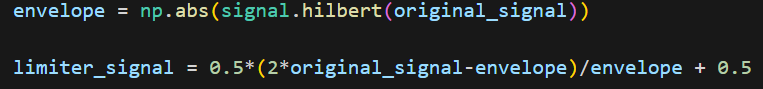 envelope = np.abs(signal.hilbert(original_signal))
limiter_signal = 0.5*(2*original_signal-envelope)/envelope + 0.5